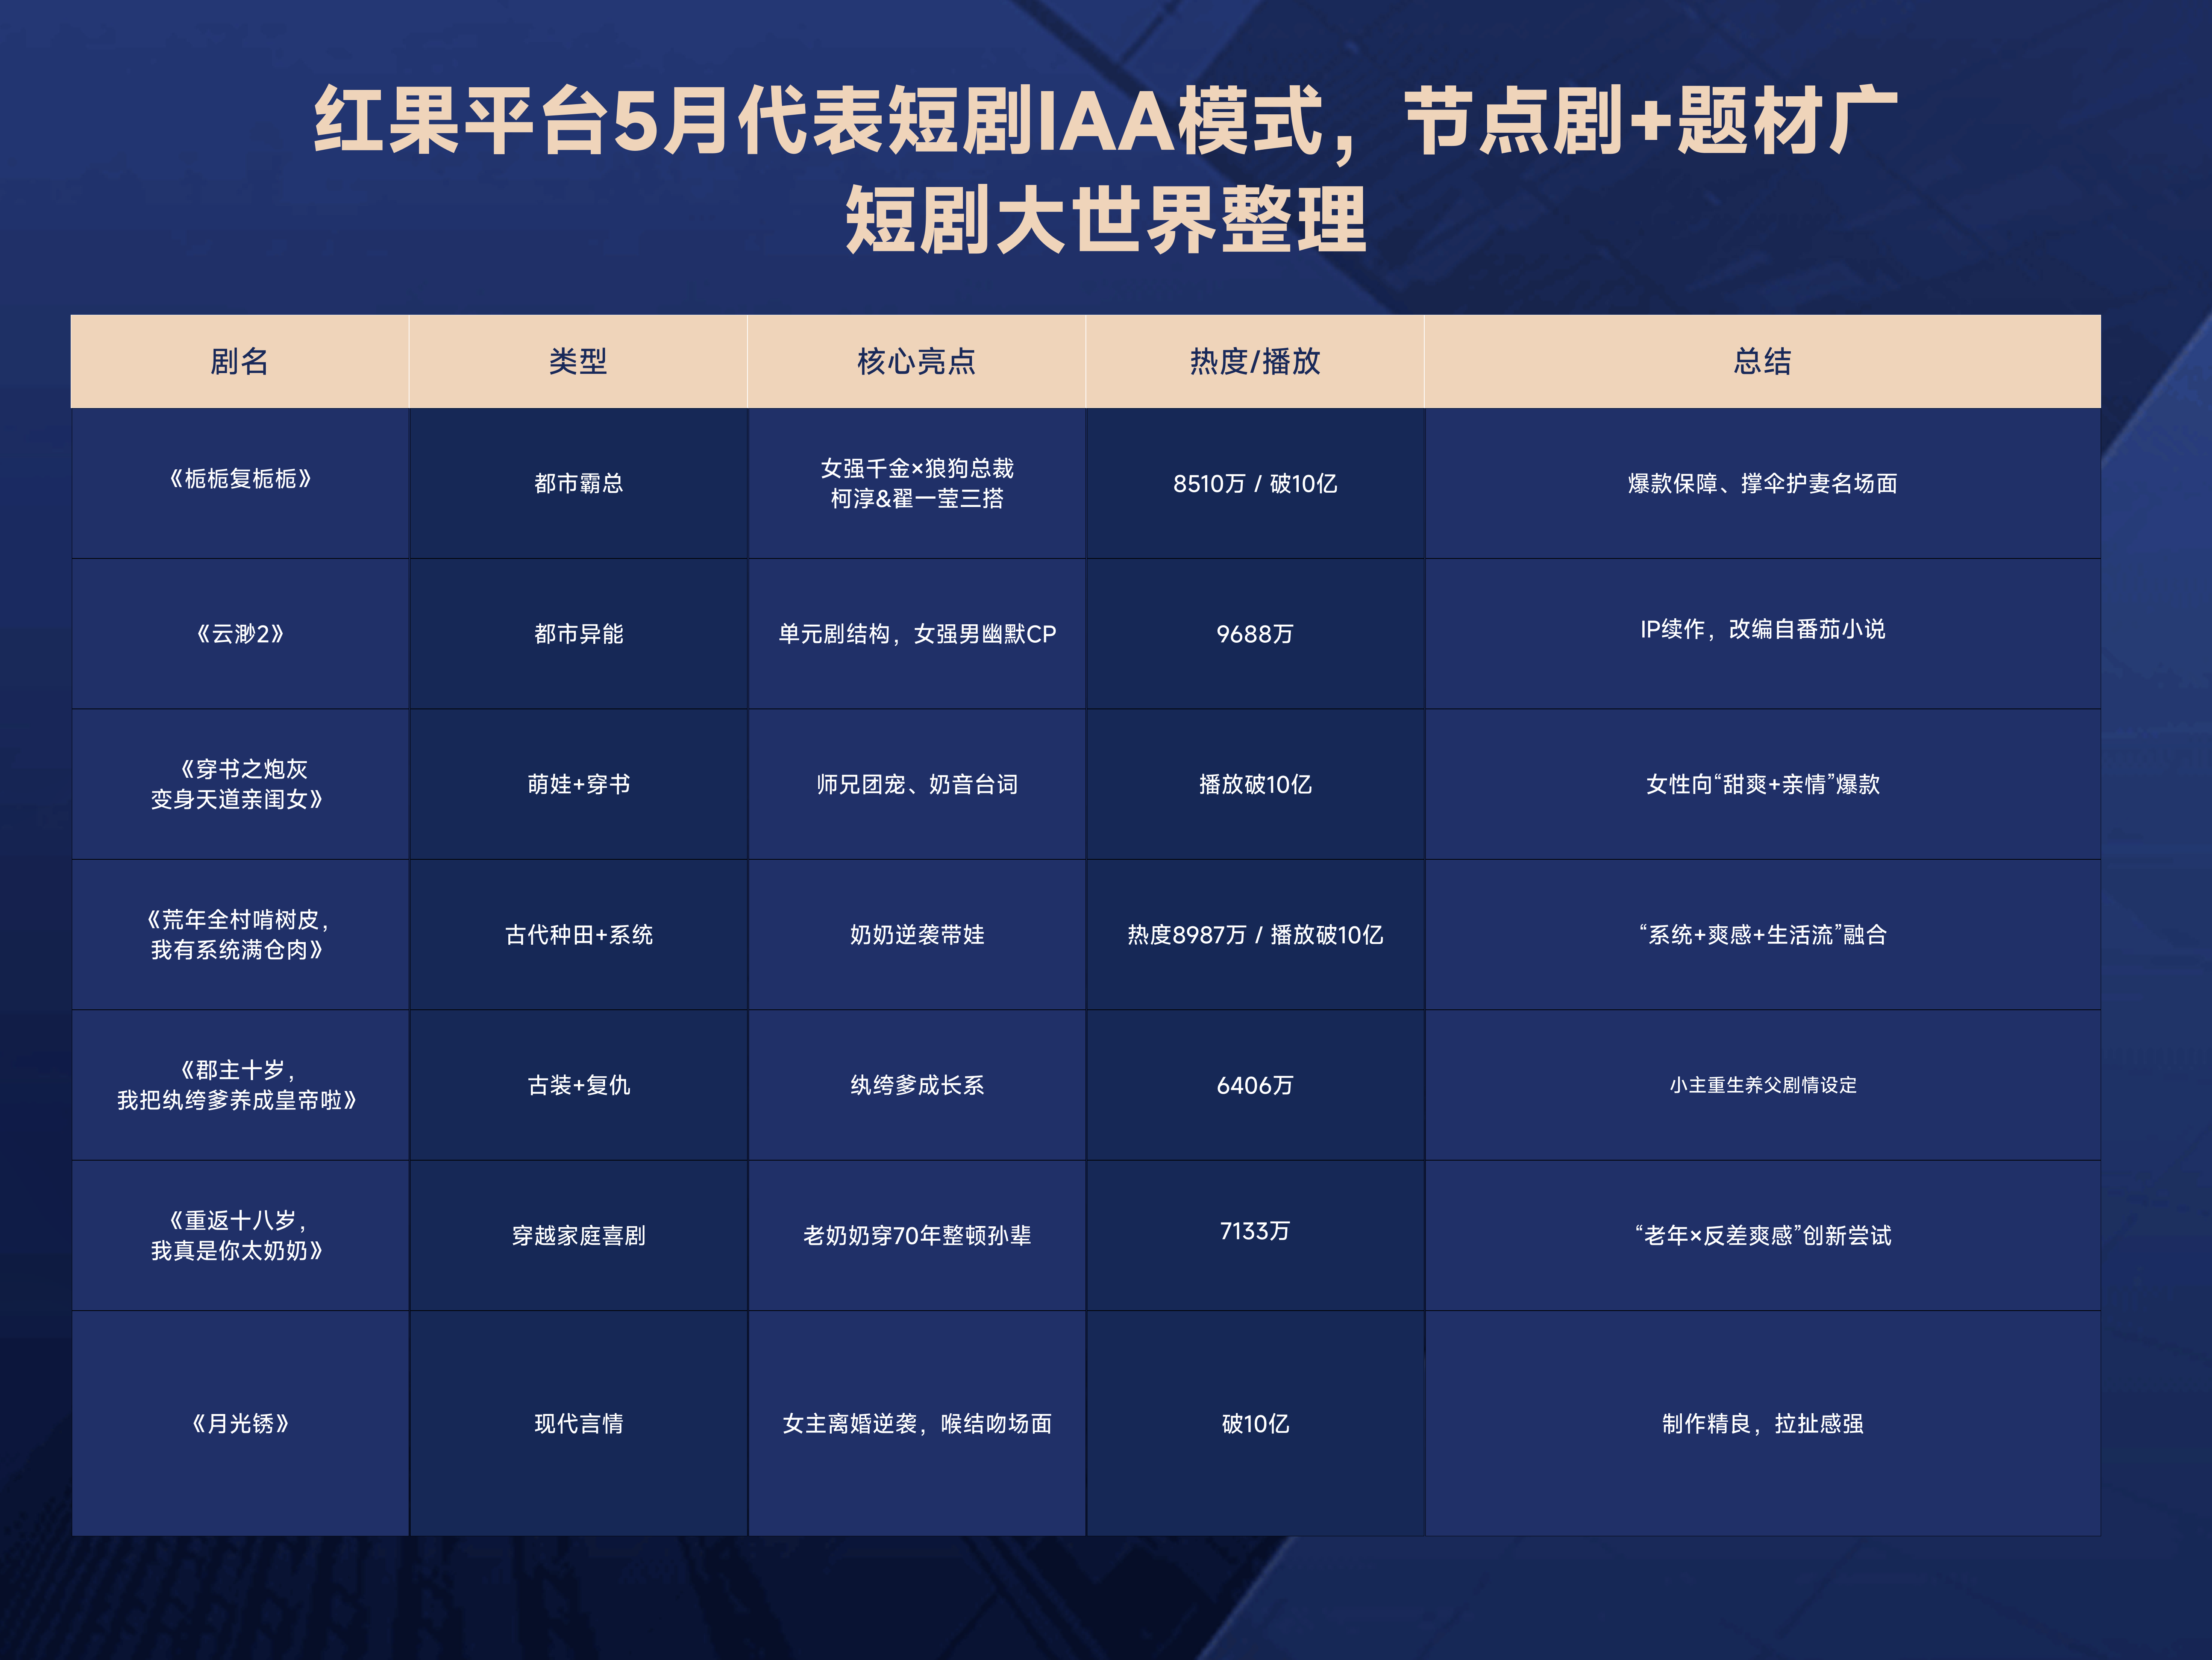 红果平台5月代表短剧IAA模式，节点剧+题材广
短剧大世界整理
剧名
类型
核心亮点
热度/播放
总结
《栀栀复栀栀》
都市霸总
女强千金×狼狗总裁
柯淳&翟一莹三搭
8510万 / 破10亿
爆款保障、撑伞护妻名场面
《云渺2》
都市异能
单元剧结构，女强男幽默CP
9688万
IP续作，改编自番茄小说
《穿书之炮灰
变身天道亲闺女》
萌娃+穿书
师兄团宠、奶音台词
播放破10亿
女性向“甜爽+亲情”爆款
《荒年全村啃树皮，
我有系统满仓肉》
古代种田+系统
奶奶逆袭带娃
热度8987万 / 播放破10亿
“系统+爽感+生活流”融合
《郡主十岁，
我把纨绔爹养成皇帝啦》
古装+复仇
纨绔爹成长系
6406万
小主重生养父剧情设定
《重返十八岁，
我真是你太奶奶》
穿越家庭喜剧
老奶奶穿70年整顿孙辈
7133万
“老年×反差爽感”创新尝试
《月光锈》
现代言情
女主离婚逆袭，喉结吻场面
破10亿
制作精良，拉扯感强